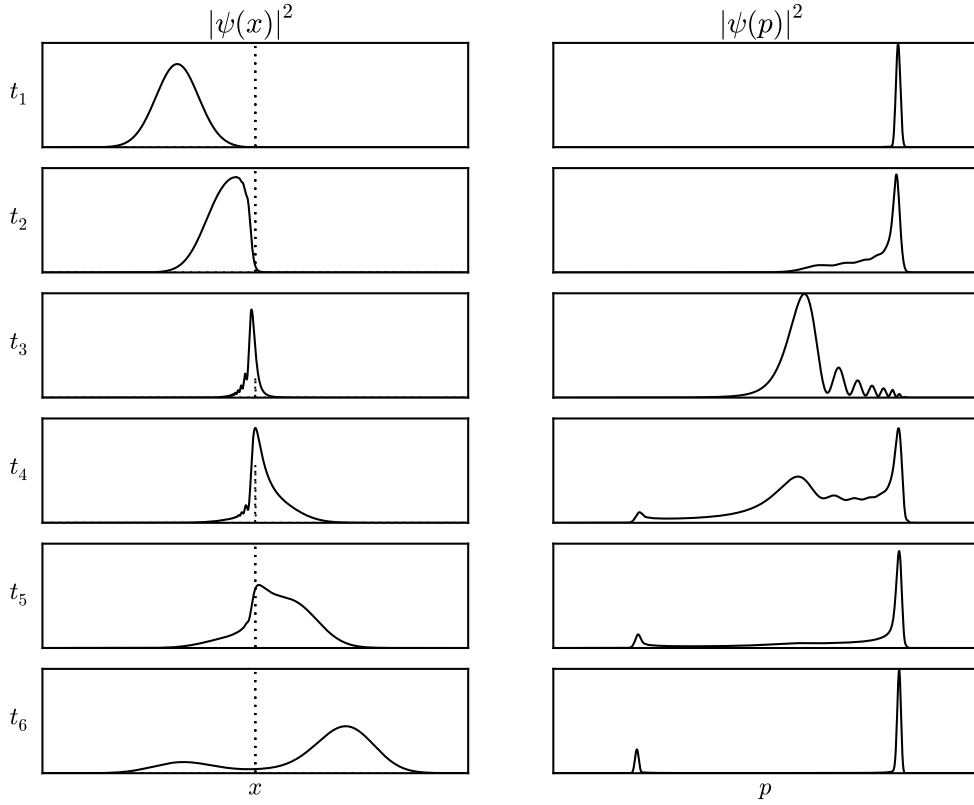 |ψ(x)|² |ψ(p)|²
t₁
t₂
t₃
t₄
t₅
t₆
x p